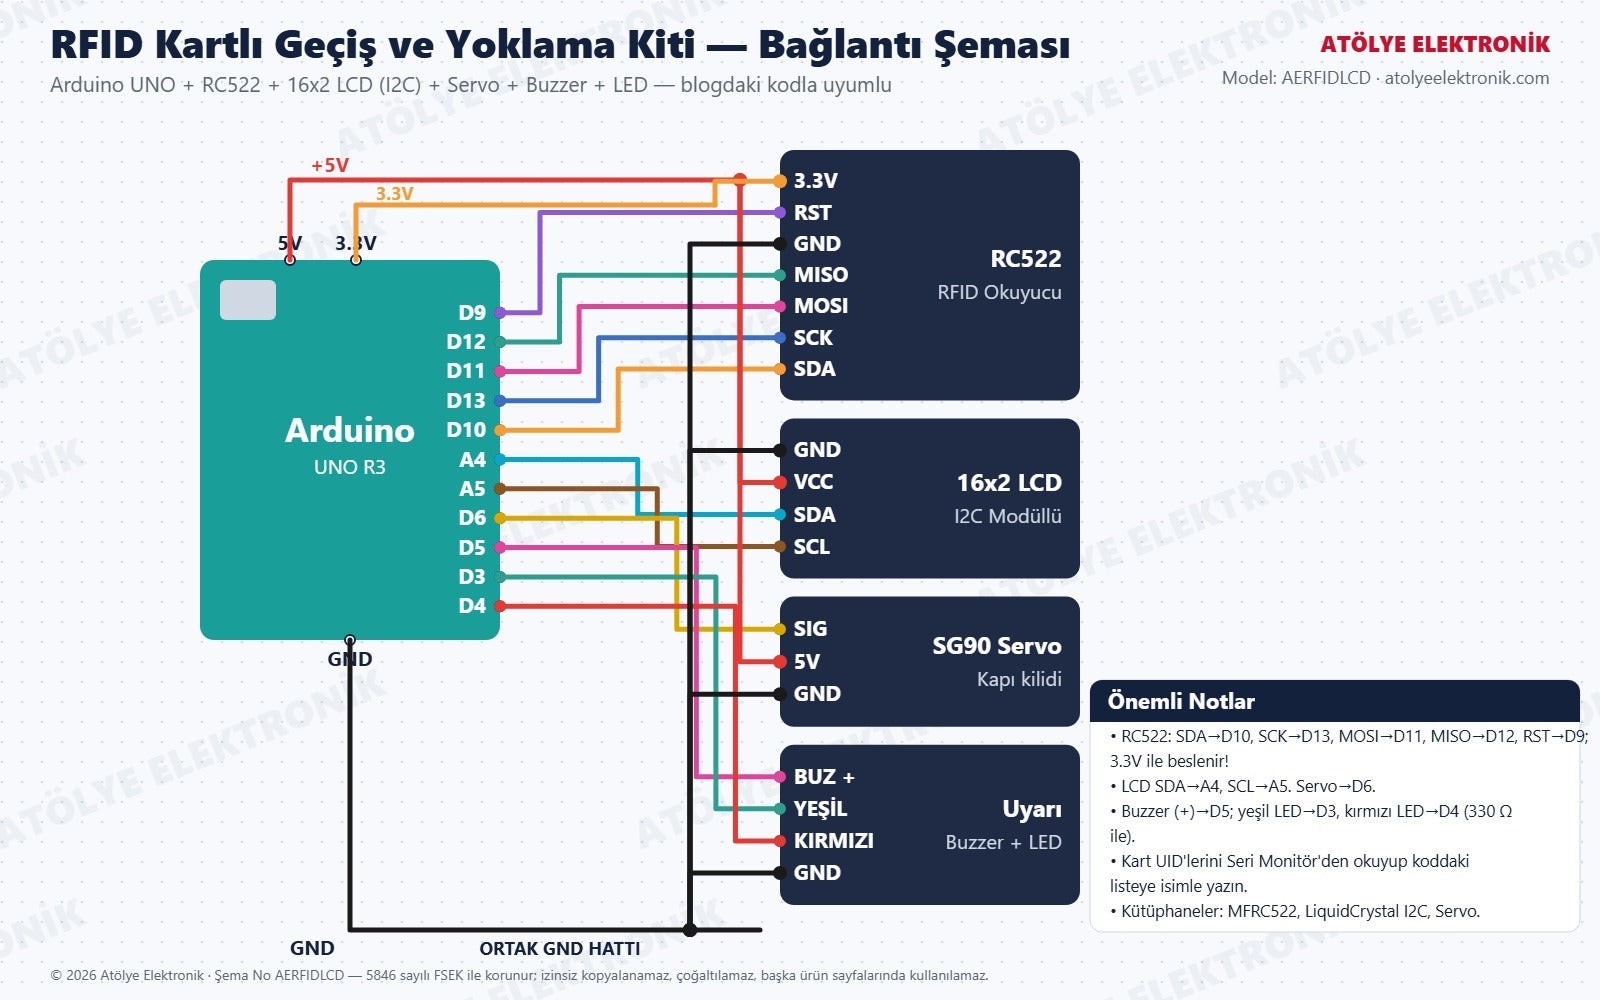 RFID Kartlı Geçiş ve Yoklama Kiti — Bağlantı Şeması
ATÖLYE ELEKTRONİK
Arduino UNO + RC522 + 16x2 LCD (I2C) + Servo + Buzzer + LED — blogdaki kodla uyumlu
Model: AERFIDLCD · atolyeelektronik.com
+5V
3.3V
5V
3.3V
Arduino
UNO R3
D9
D12
D11
D13
D10
A4
A5
D6
D5
D3
D4
GND
3.3V
RST
GND
MISO
MOSI
SCK
SDA
RC522
RFID Okuyucu
GND
VCC
SDA
SCL
16x2 LCD
I2C Modüllü
SIG
5V
GND
SG90 Servo
Kapı kilidi
BUZ +
YEŞİL
KIRMIZI
GND
Uyarı
Buzzer + LED
Önemli Notlar
• RC522: SDA→D10, SCK→D13, MOSI→D11, MISO→D12, RST→D9;
3.3V ile beslenir!
• LCD SDA→A4, SCL→A5. Servo→D6.
• Buzzer (+)→D5; yeşil LED→D3, kırmızı LED→D4 (330 Ω
ile).
• Kart UID'lerini Seri Monitör'den okuyup koddaki
listeye isimle yazın.
• Kütüphaneler: MFRC522, LiquidCrystal I2C, Servo.
GND
ORTAK GND HATTI
© 2026 Atölye Elektronik · Şema No AERFIDLCD — 5846 sayılı FSEK ile korunur; izinsiz kopyalanamaz, çoğaltılamaz, başka ürün sayfalarında kullanılamaz.